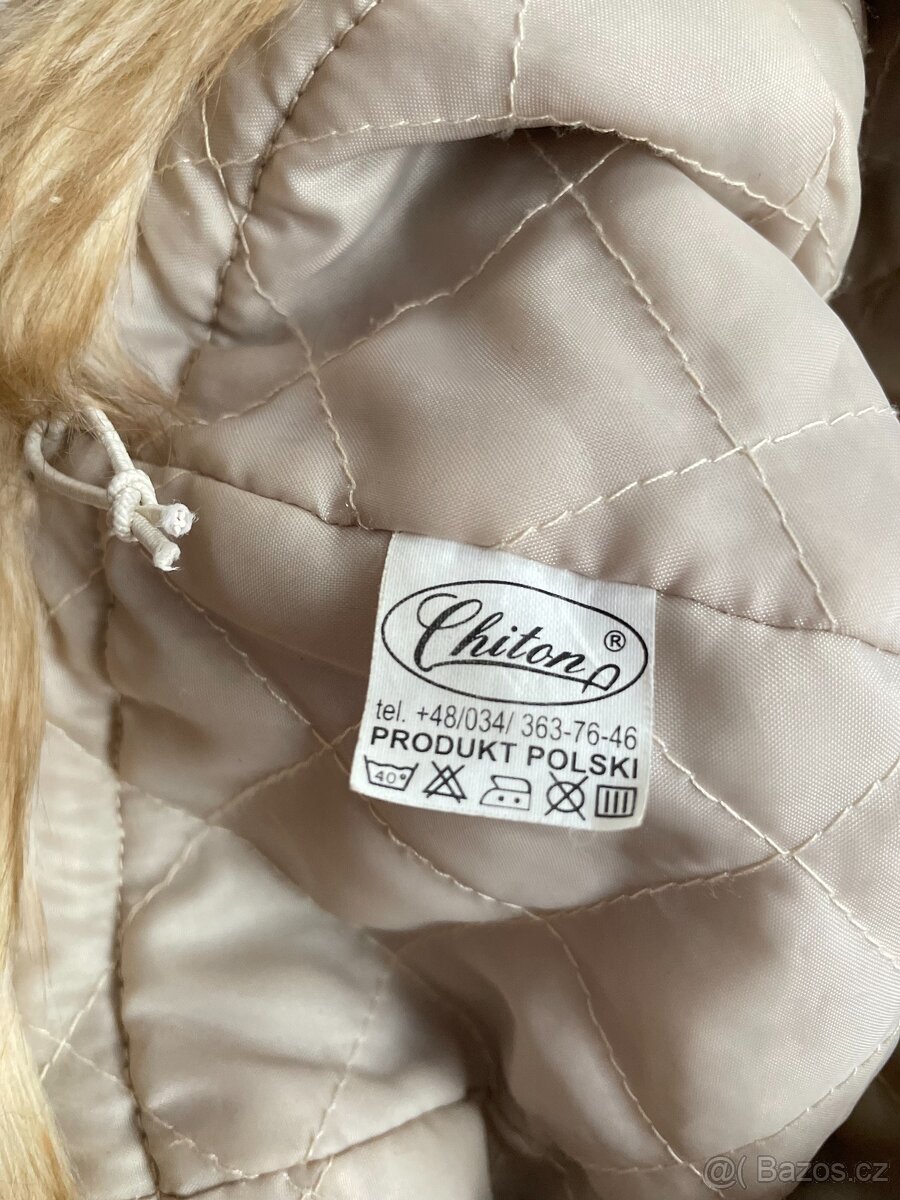 Chiton ®
tel. +48/034/ 363-76-46
PRODUKT POLSKI
40°
@( Bazos.cz